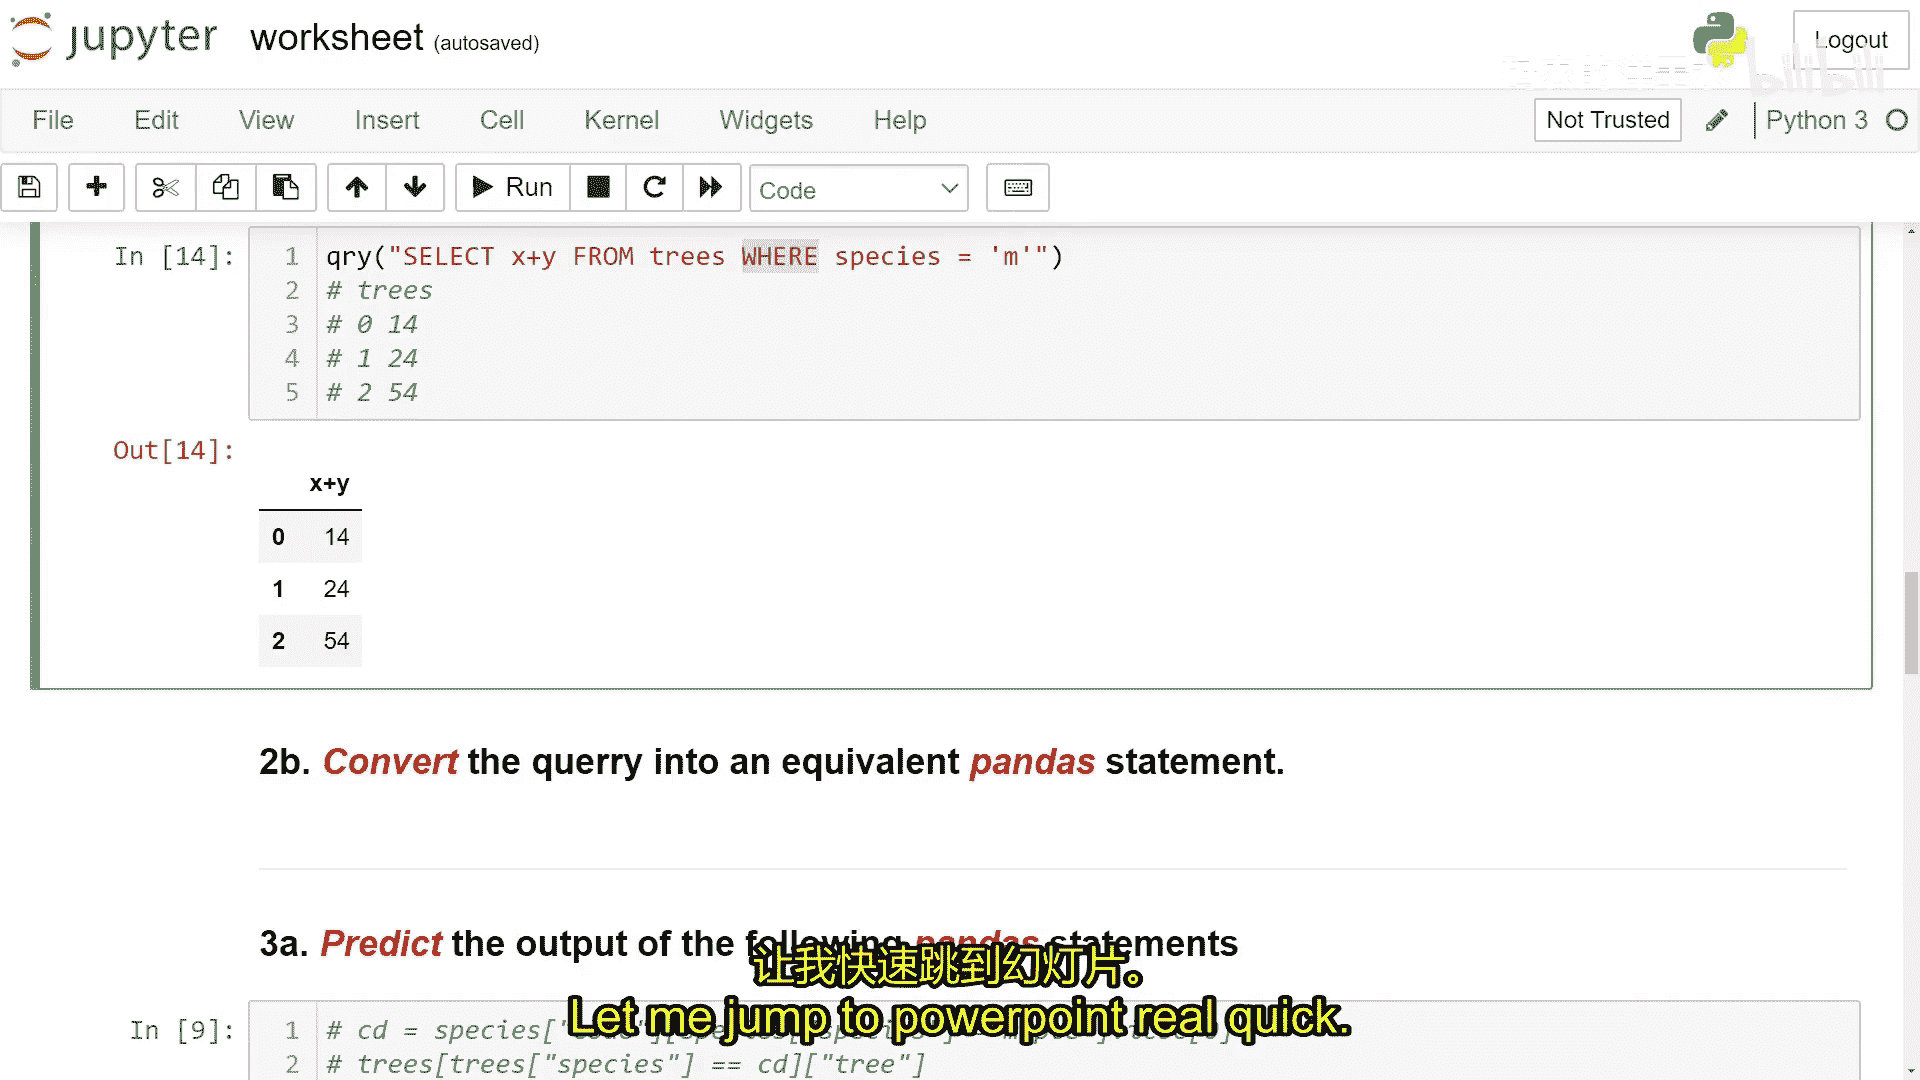 jupyter worksheet (autosaved)
Logout
bilibili
File Edit View Insert Cell Kernel Widgets Help
Not Trusted
Python 3
Run
Code
In [14]:
1 qry("SELECT x+y FROM trees WHERE species = 'm'")
2 # trees
3 # 0 14
4 # 1 24
5 # 2 54
Out[14]:
x+y
0 14
1 24
2 54
2b. Convert the querry into an equivalent pandas statement.
3a. Predict the output of the following pandas statements
让我快速跳到幻灯片。
In [9]:
1 # cd = species["
Let me jump to powerpoint real quick.
2 # trees[trees["species"] == cd]["tree"]